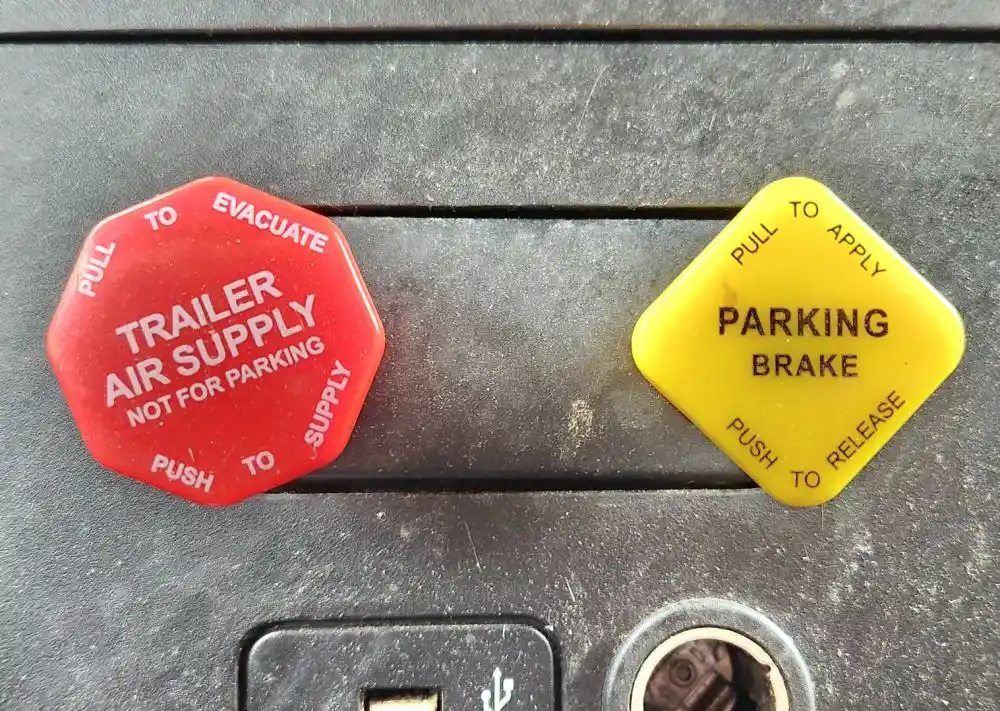 PULL TO EVACUATE
TRAILER
AIR SUPPLY
NOT FOR PARKING
PUSH TO SUPPLY
PULL TO APPLY
PARKING
BRAKE
PUSH TO RELEASE